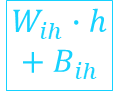 W_{ih} · h
+ B_{ih}